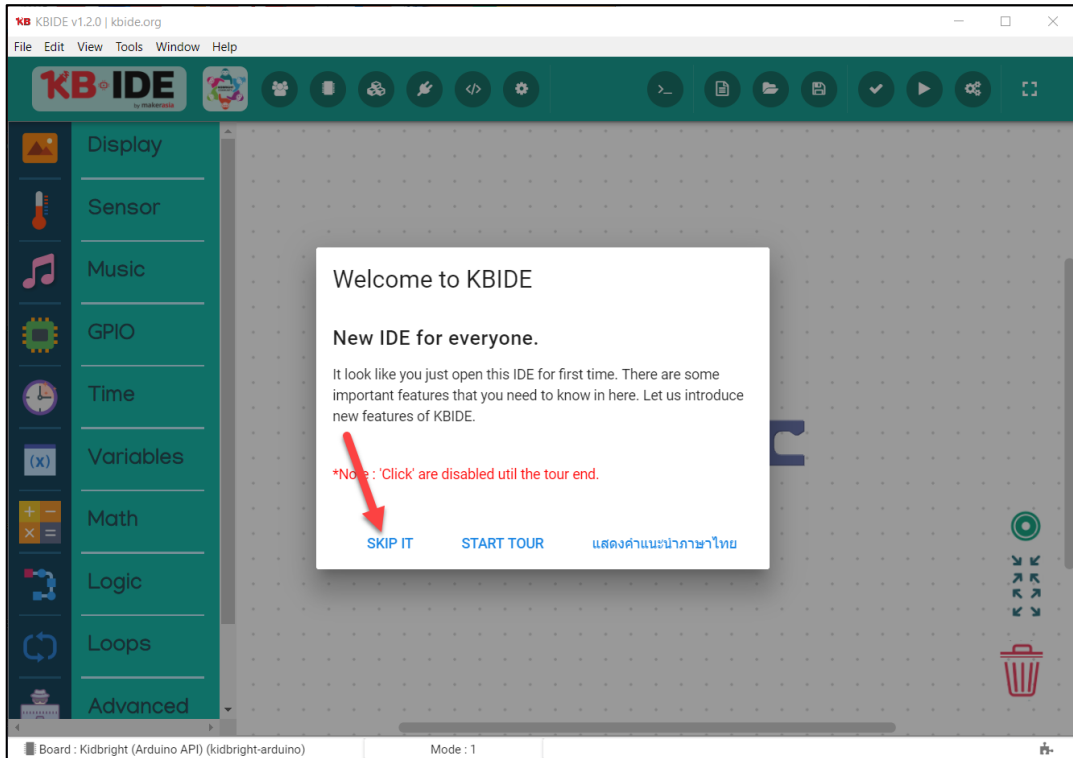 KB KBIDE v1.2.0 | kbide.org
File Edit View Tools Window Help
KB IDE
by makerasia
Display
Sensor
Music
GPIO
Time
Variables
Math
Logic
Loops
Advanced
(x)
Welcome to KBIDE
New IDE for everyone.
It look like you just open this IDE for first time. There are some
important features that you need to know in here. Let us introduce
new features of KBIDE.
*Note : 'Click' are disabled util the tour end.
SKIP IT START TOUR แสดงคำแนะนำภาษาไทย
Board : Kidbright (Arduino API) (kidbright-arduino) Mode : 1